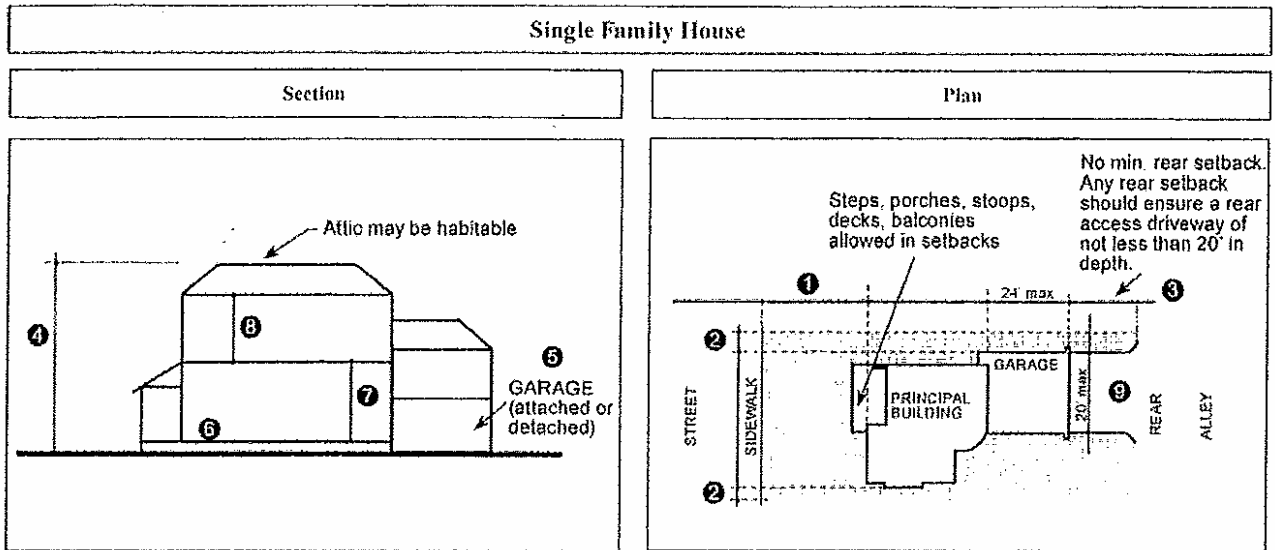 Single Family House
Section
Plan
Attic may be habitable
4
8
5
GARAGE
(attached or
detached)
7
6
No min. rear setback.
Any rear setback
should ensure a rear
access driveway of
not less than 20' in
depth.
Steps, porches, stoops,
decks, balconies
allowed in setbacks
1
24' max
3
2
GARAGE
PRINCIPAL
BUILDING
20' max
9
STREET
SIDEWALK
REAR
ALLEY
2